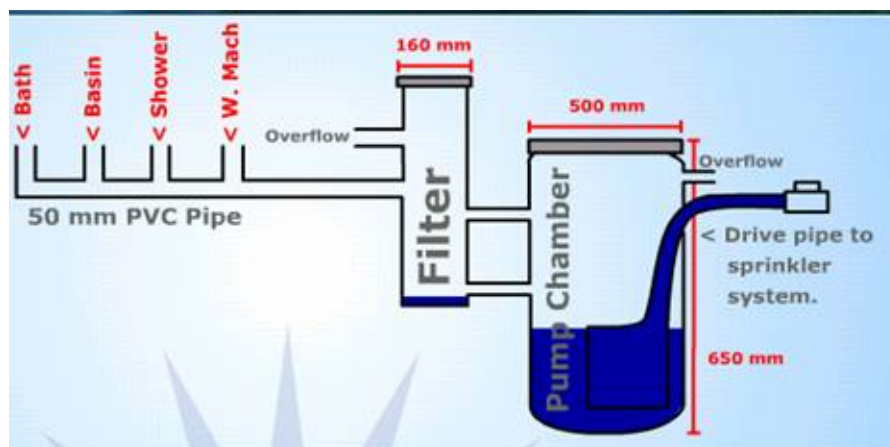 160 mm
500 mm
< Bath
< Basin
< Shower
< W. Mach
Overflow
Filter
Pump Chamber
Overflow
50 mm PVC Pipe
< Drive pipe to
sprinkler
system.
650 mm